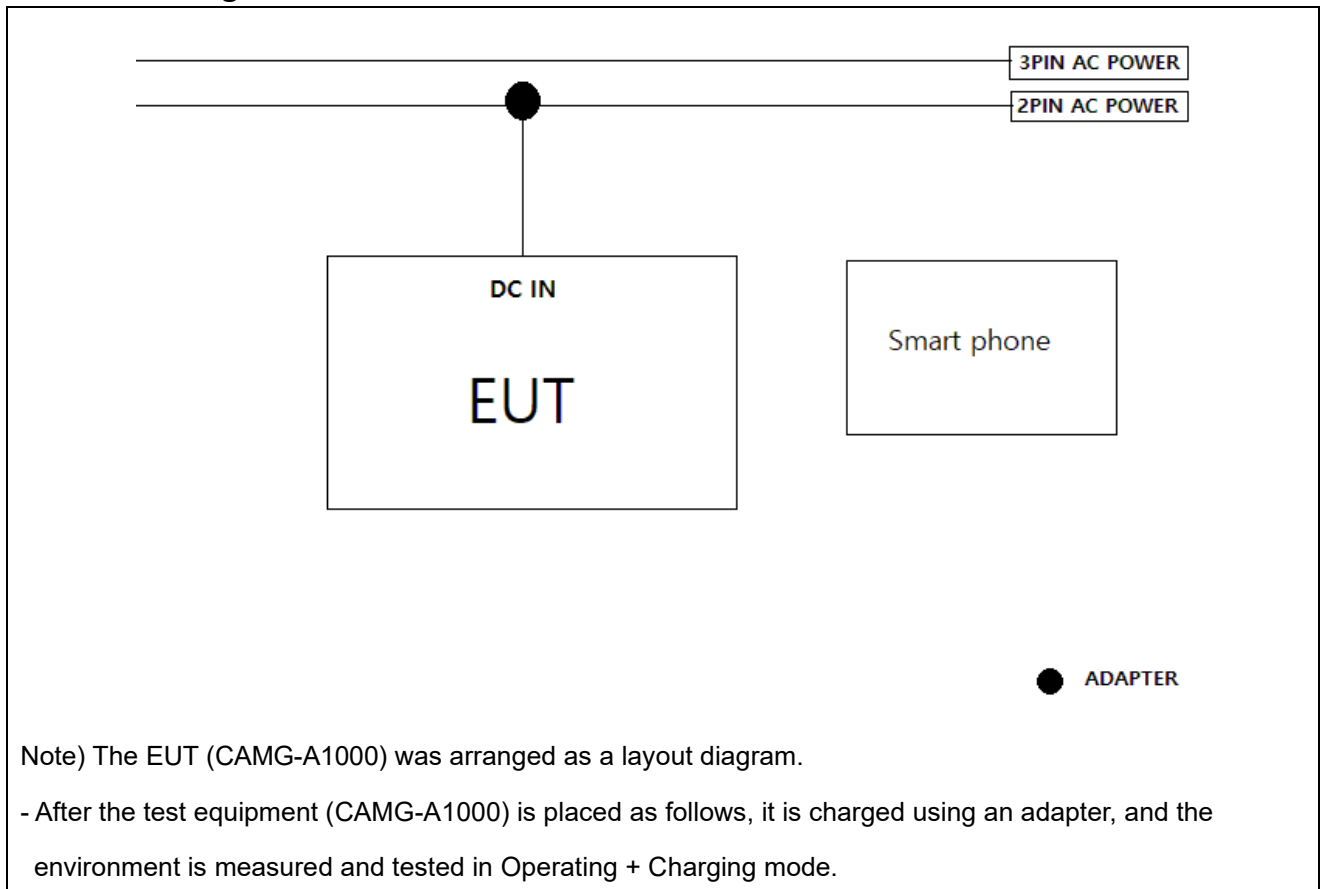 3PIN AC POWER
2PIN AC POWER
DC IN
EUT
Smart phone
ADAPTER
Note) The EUT (CAMG-A1000) was arranged as a layout diagram.
- After the test equipment (CAMG-A1000) is placed as follows, it is charged using an adapter, and the
environment is measured and tested in Operating + Charging mode.